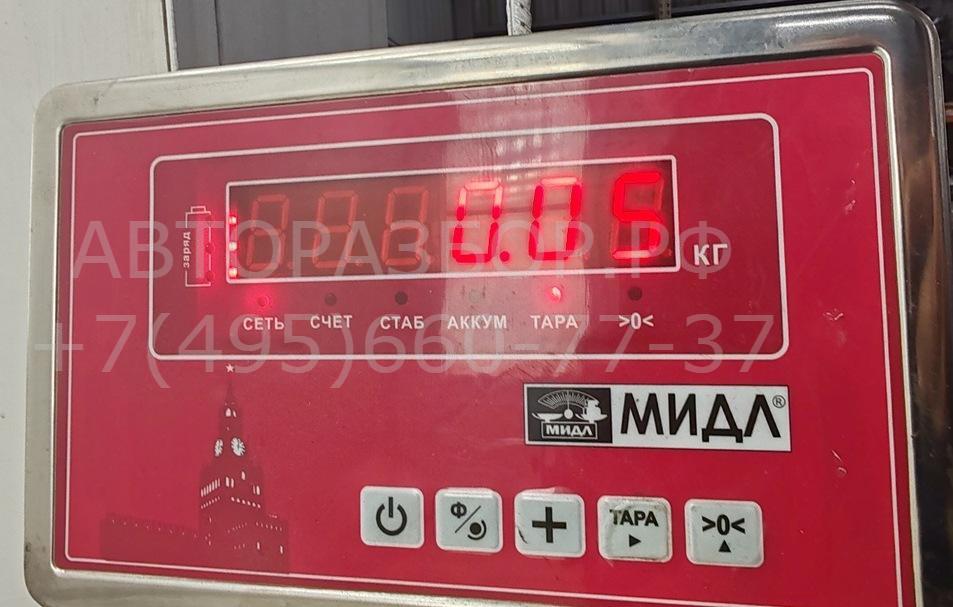 0.05
КГ
заряд
АВТОРАЗБОР.РФ
СЕТЬ СЧЕТ СТАБ АККУМ ТАРА >0<
+7(495)660-77-37
МИДЛ МИДЛ®
Ф
ТАРА
>0<